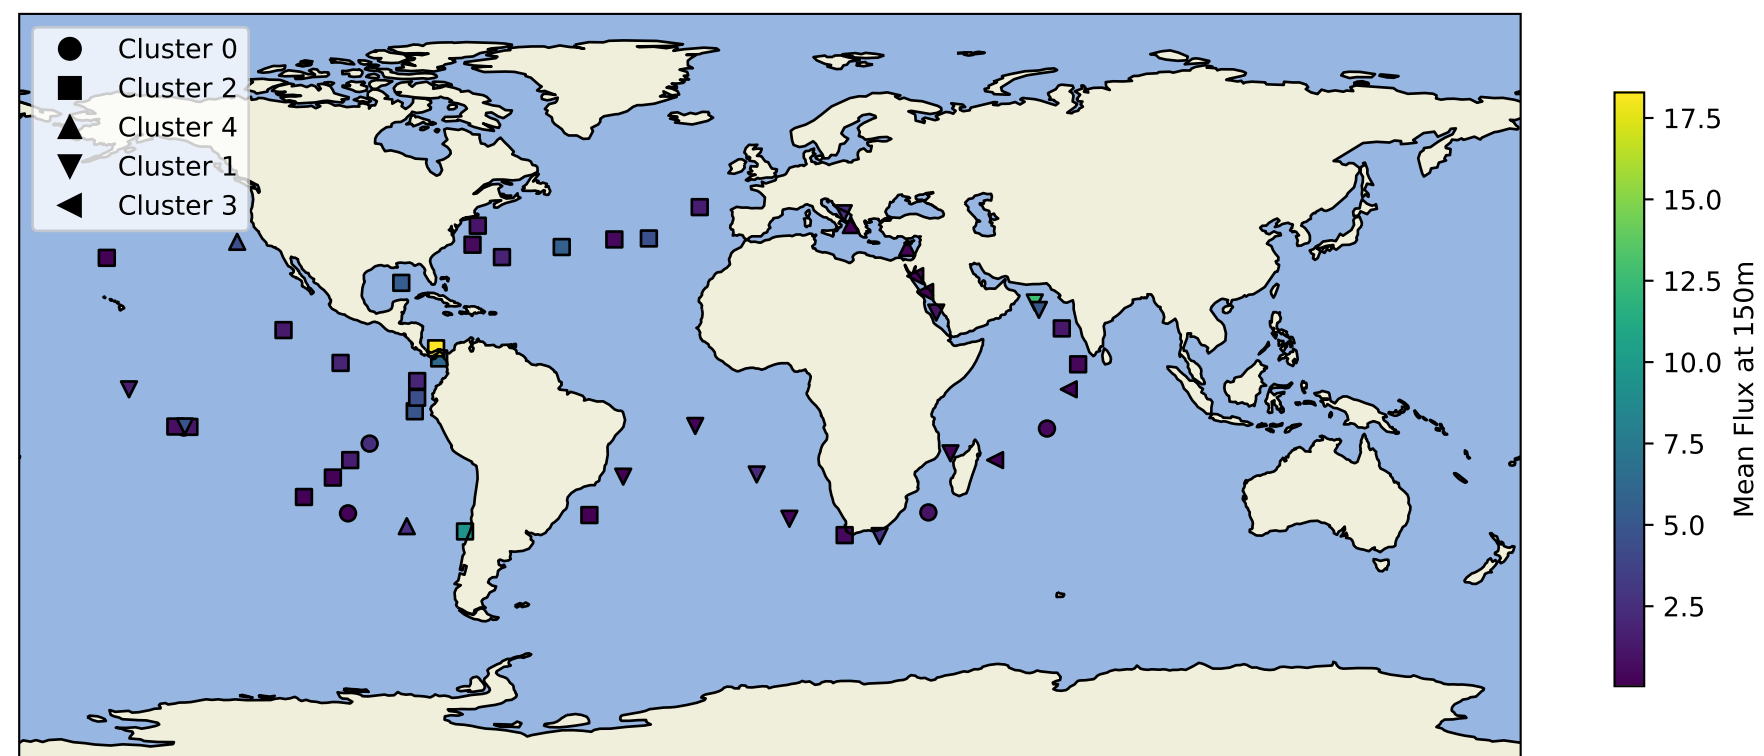 Cluster 0
Cluster 2
Cluster 4
Cluster 1
Cluster 3
17.5
15.0
12.5
10.0
7.5
5.0
2.5
Mean Flux at 150m